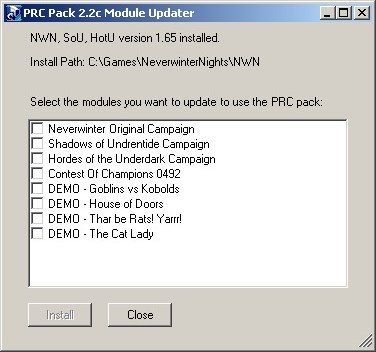 PRC Pack 2.2c Module Updater
NWN, SoU, HotU version 1.65 installed.
Install Path: C:\Games\NeverwinterNights\NWN
Select the modules you want to update to use the PRC pack:
Neverwinter Original Campaign
Shadows of Undrentide Campaign
Hordes of the Underdark Campaign
Contest Of Champions 0492
DEMO - Goblins vs Kobolds
DEMO - House of Doors
DEMO - Thar be Rats! Yarrr!
DEMO - The Cat Lady
Install
Close